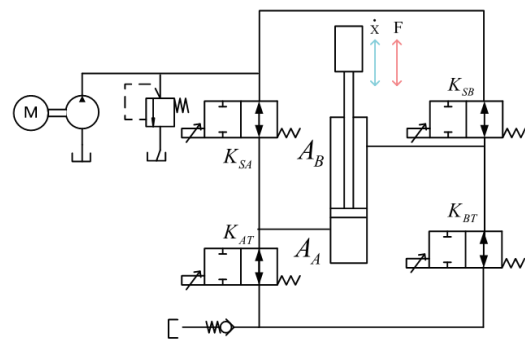 ẋ F
K_SB
M
K_SA
A_B
K_BT
K_AT
A_A